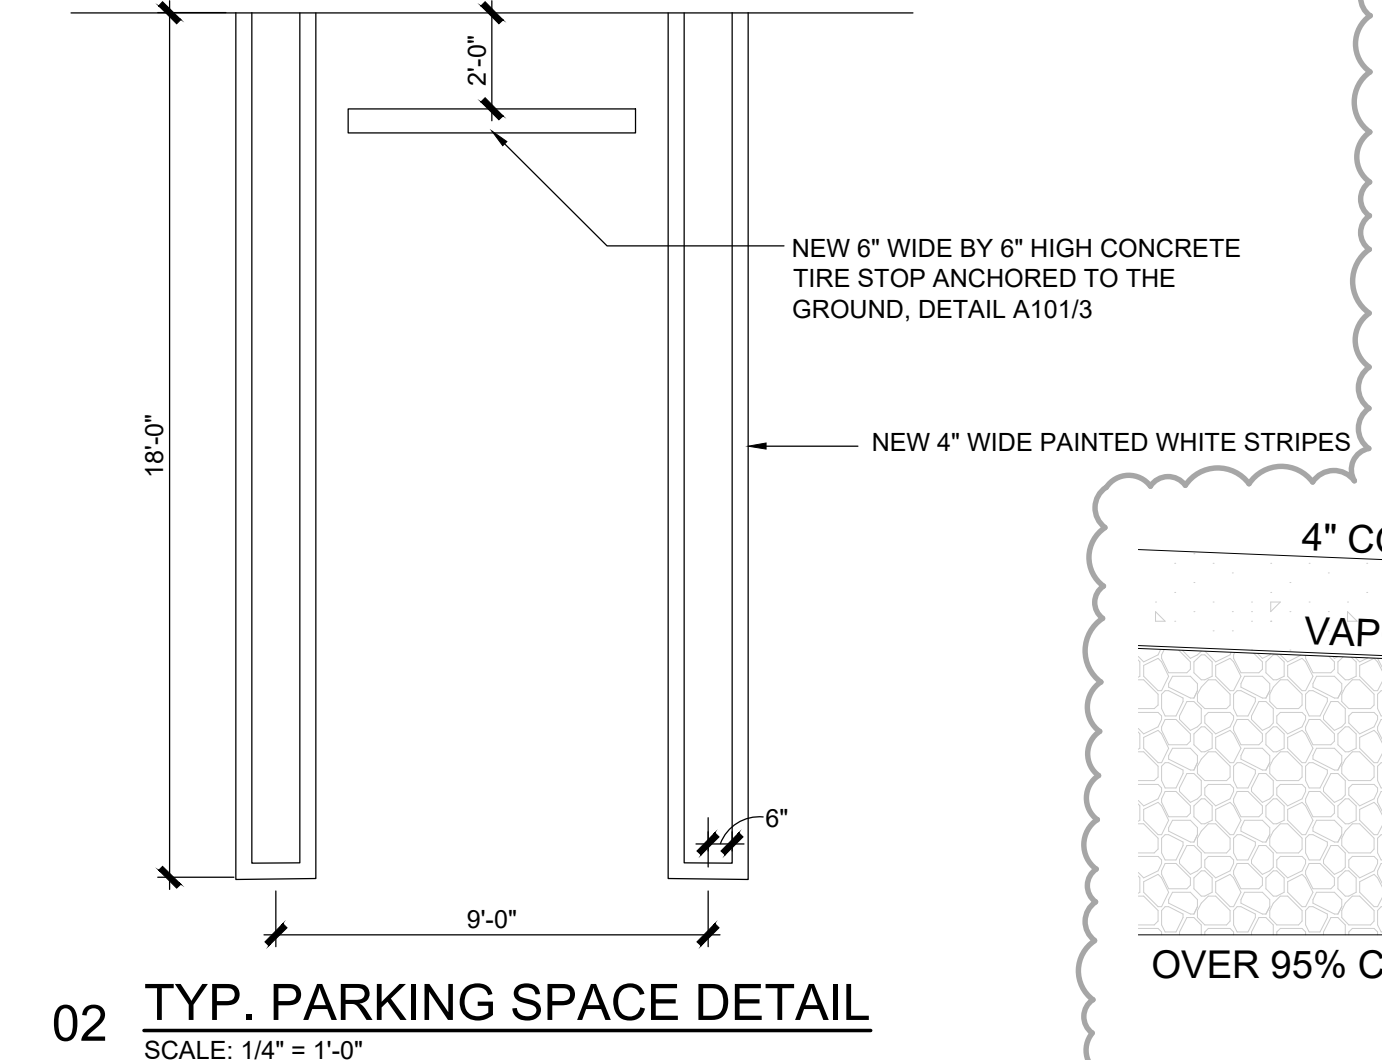 2'-0"
NEW 6" WIDE BY 6" HIGH CONCRETE
TIRE STOP ANCHORED TO THE
GROUND, DETAIL A101/3
18'-0"
NEW 4" WIDE PAINTED WHITE STRIPES
4" CO
VAP
6"
9'-0"
OVER 95% C
02 TYP. PARKING SPACE DETAIL
SCALE: 1/4" = 1'-0"